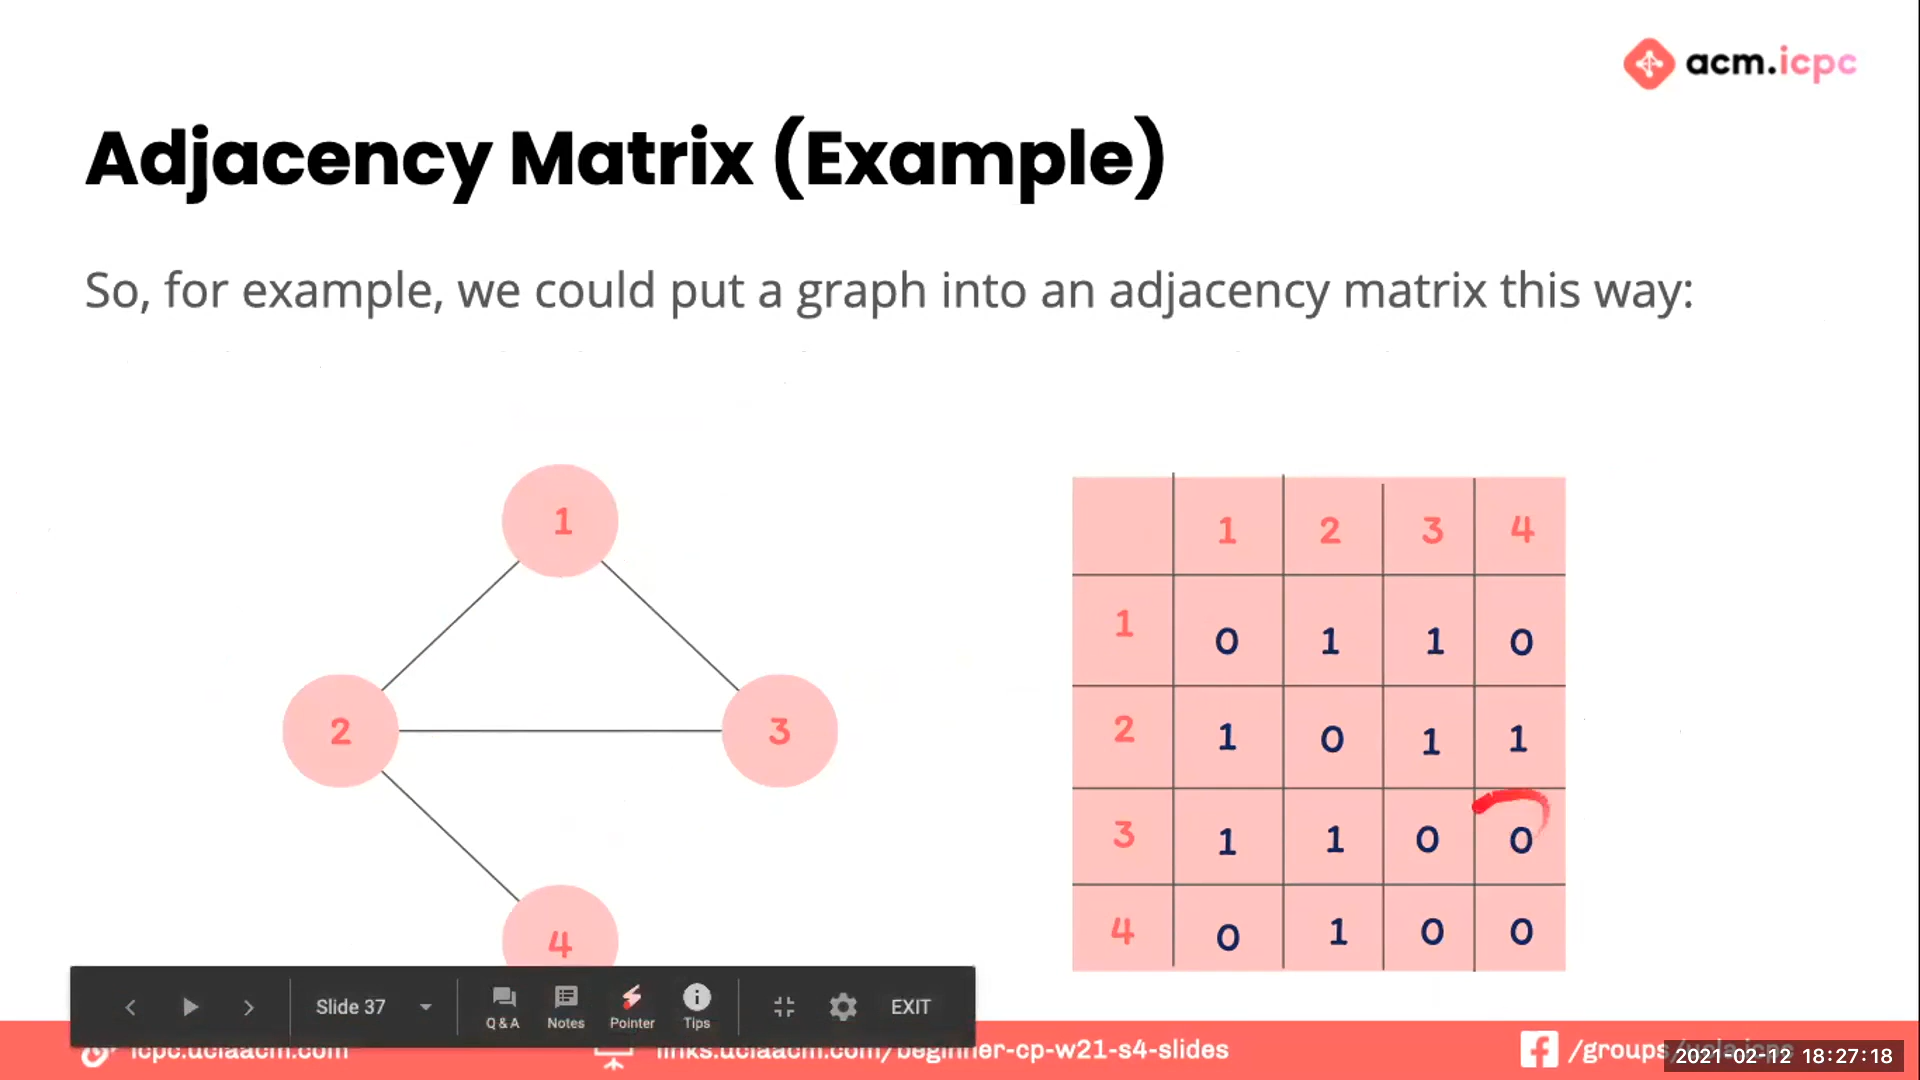 acm.icpc
Adjacency Matrix (Example)
So, for example, we could put a graph into an adjacency matrix this way:
1
2
3
4
1 2 3 4
1 0 1 1 0
2 1 0 1 1
3 1 1 0 0
4 0 1 0 0
Slide 37
Q & A Notes Pointer Tips EXIT
icpc.uclaacm.com
links.uclaacm.com/beginner-cp-w21-s4-slides
/groups/ucla.icpc
2021-02-12 18:27:18